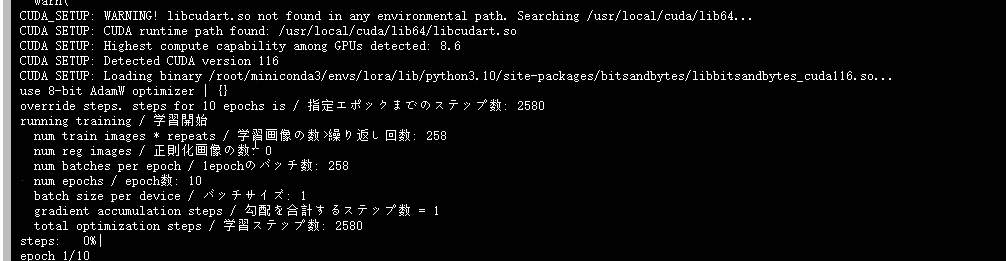 warn(
CUDA_SETUP: WARNING! libcudart.so not found in any environmental path. Searching /usr/local/cuda/lib64...
CUDA SETUP: CUDA runtime path found: /usr/local/cuda/lib64/libcudart.so
CUDA SETUP: Highest compute capability among GPUs detected: 8.6
CUDA SETUP: Detected CUDA version 116
CUDA SETUP: Loading binary /root/miniconda3/envs/lora/lib/python3.10/site-packages/bitsandbytes/libbitsandbytes_cuda116.so...
use 8-bit AdamW optimizer | {}
override steps. steps for 10 epochs is / 指定エポックまでのステップ数: 2580
running training / 学習開始
num train images * repeats / 学習画像の数×繰り返し回数: 258
num reg images / 正則化画像の数: 0
num batches per epoch / 1epochのバッチ数: 258
num epochs / epoch数: 10
batch size per device / バッチサイズ: 1
gradient accumulation steps / 勾配を合計するステップ数 = 1
total optimization steps / 学習ステップ数: 2580
steps: 0%|
epoch 1/10